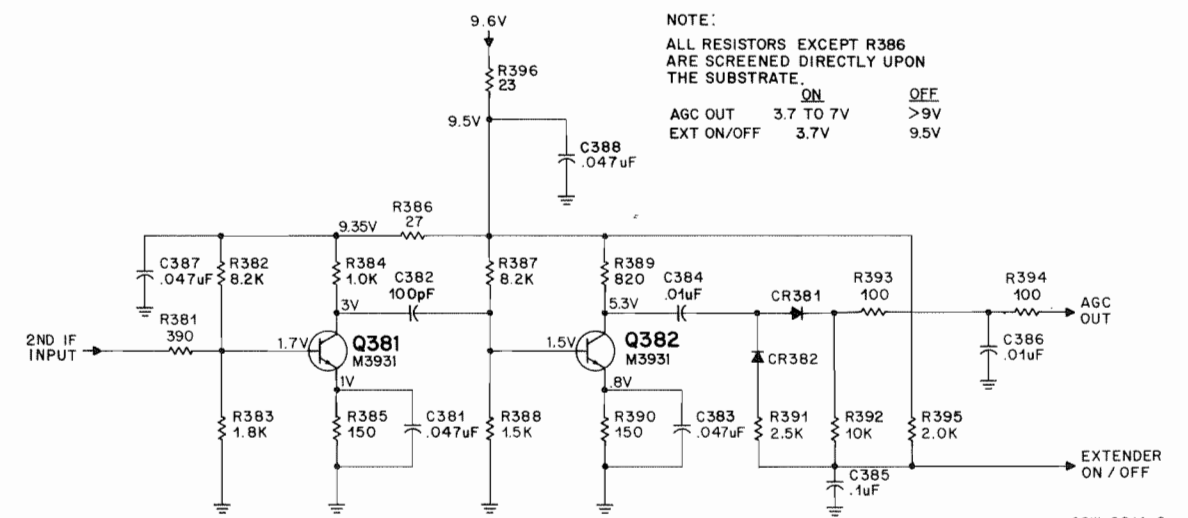 9.6V
NOTE:
ALL RESISTORS EXCEPT R386
ARE SCREENED DIRECTLY UPON
THE SUBSTRATE.
ON OFF
AGC OUT 3.7 TO 7V >9V
EXT ON/OFF 3.7V 9.5V
R396
23
9.5V
C388
.047uF
R386
27
9.35V
C387
.047uF
R382
8.2K
R384
1.0K
C382
100pF
R387
8.2K
R389
820
C384
.01uF
CR381
R393
100
R394
100
AGC
OUT
3V
5.3V
R381
390
2ND IF
INPUT
1.7V
Q381
M3931
1.5V
Q382
M3931
CR382
C386
.01uF
1V
.8V
R383
1.8K
R385
150
C381
.047uF
R388
1.5K
R390
150
C383
.047uF
R391
2.5K
R392
10K
R395
2.0K
EXTENDER
ON / OFF
C385
.1uF